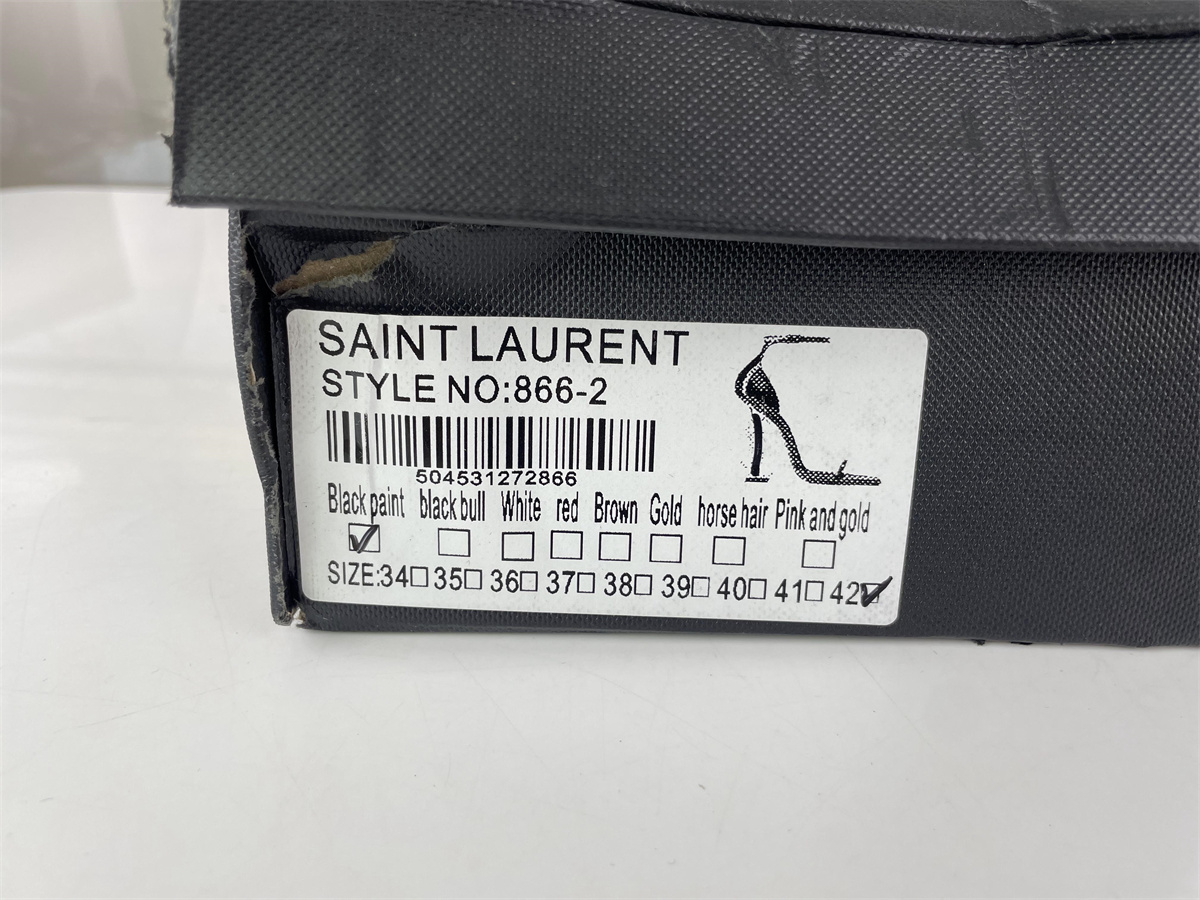 SAINT LAURENT
STYLE NO:866-2
504531272866
Black paint black bull White red Brown Gold horse hair Pink and gold
SIZE:34□ 35□ 36□ 37□ 38□ 39□ 40□ 41□ 42☑